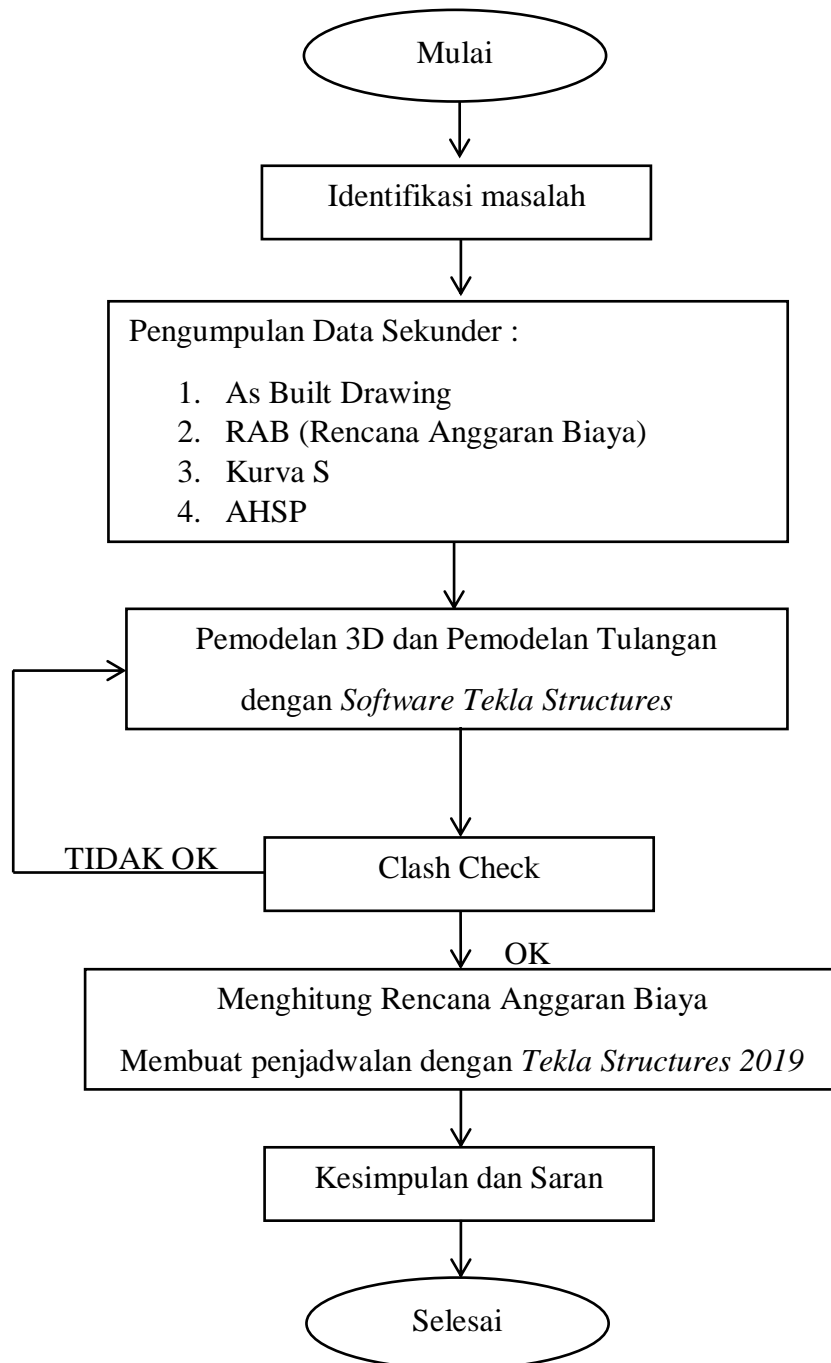 Mulai
Identifikasi masalah
Pengumpulan Data Sekunder :
1. As Built Drawing
2. RAB (Rencana Anggaran Biaya)
3. Kurva S
4. AHSP
Pemodelan 3D dan Pemodelan Tulangan
dengan Software Tekla Structures
TIDAK OK
Clash Check
OK
Menghitung Rencana Anggaran Biaya
Membuat penjadwalan dengan Tekla Structures 2019
Kesimpulan dan Saran
Selesai